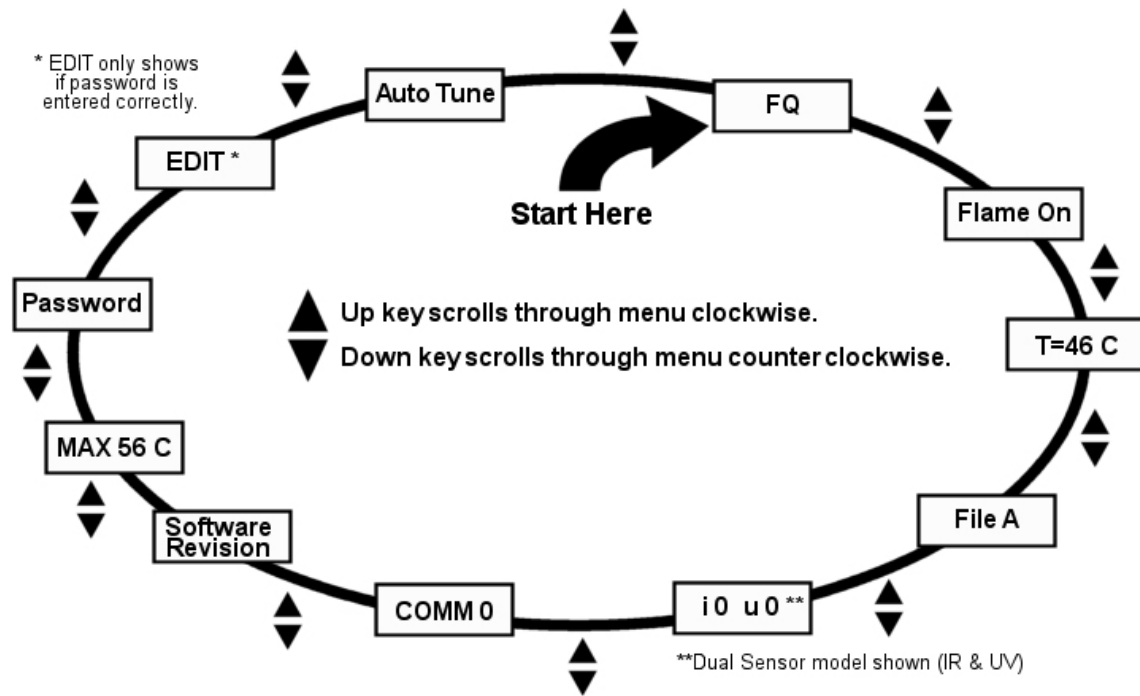 * EDIT only shows
if password is
entered correctly.
Auto Tune
FQ
EDIT *
Start Here
Flame On
Password
Up key scrolls through menu clockwise.
T=46 C
Down key scrolls through menu counter clockwise.
MAX 56 C
File A
Software
Revision
COMM 0
i 0 u 0 **
**Dual Sensor model shown (IR & UV)